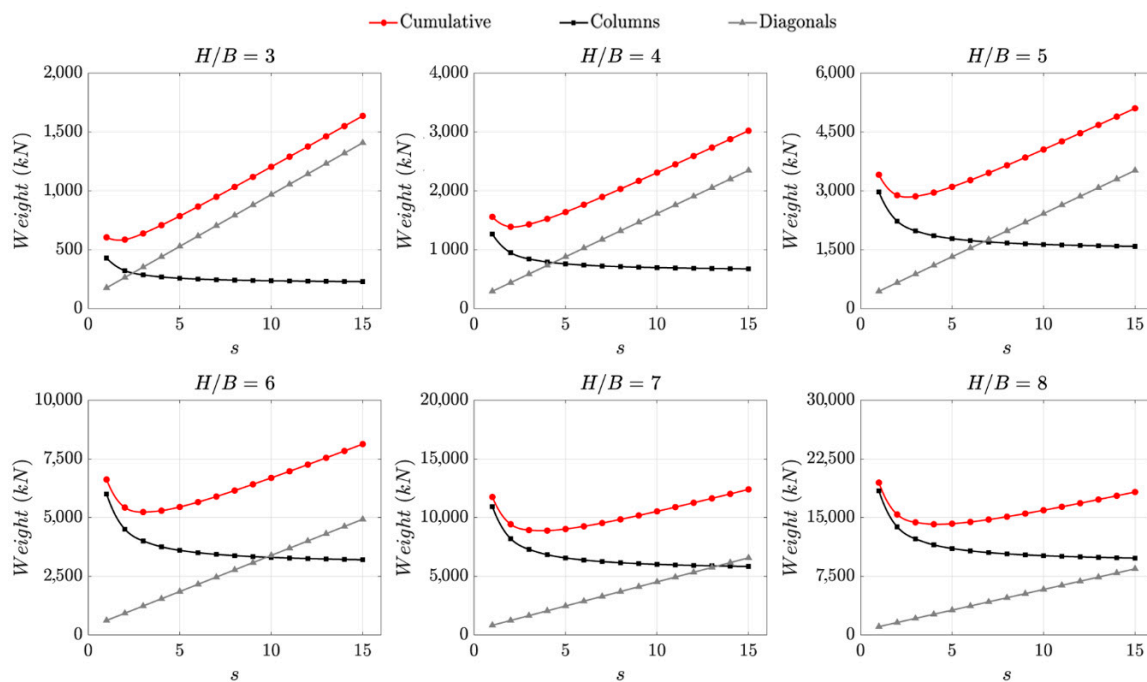 Cumulative Columns Diagonals
H/B = 3
2,000
1,500
1,000
500
0
Weight (kN)
0 5 10 15
s
H/B = 4
4,000
3,000
2,000
1,000
0
Weight (kN)
0 5 10 15
s
H/B = 5
6,000
4,500
3,000
1,500
0
Weight (kN)
0 5 10 15
s
H/B = 6
10,000
7,500
5,000
2,500
0
Weight (kN)
0 5 10 15
s
H/B = 7
20,000
15,000
10,000
5,000
0
Weight (kN)
0 5 10 15
s
H/B = 8
30,000
22,500
15,000
7,500
0
Weight (kN)
0 5 10 15
s